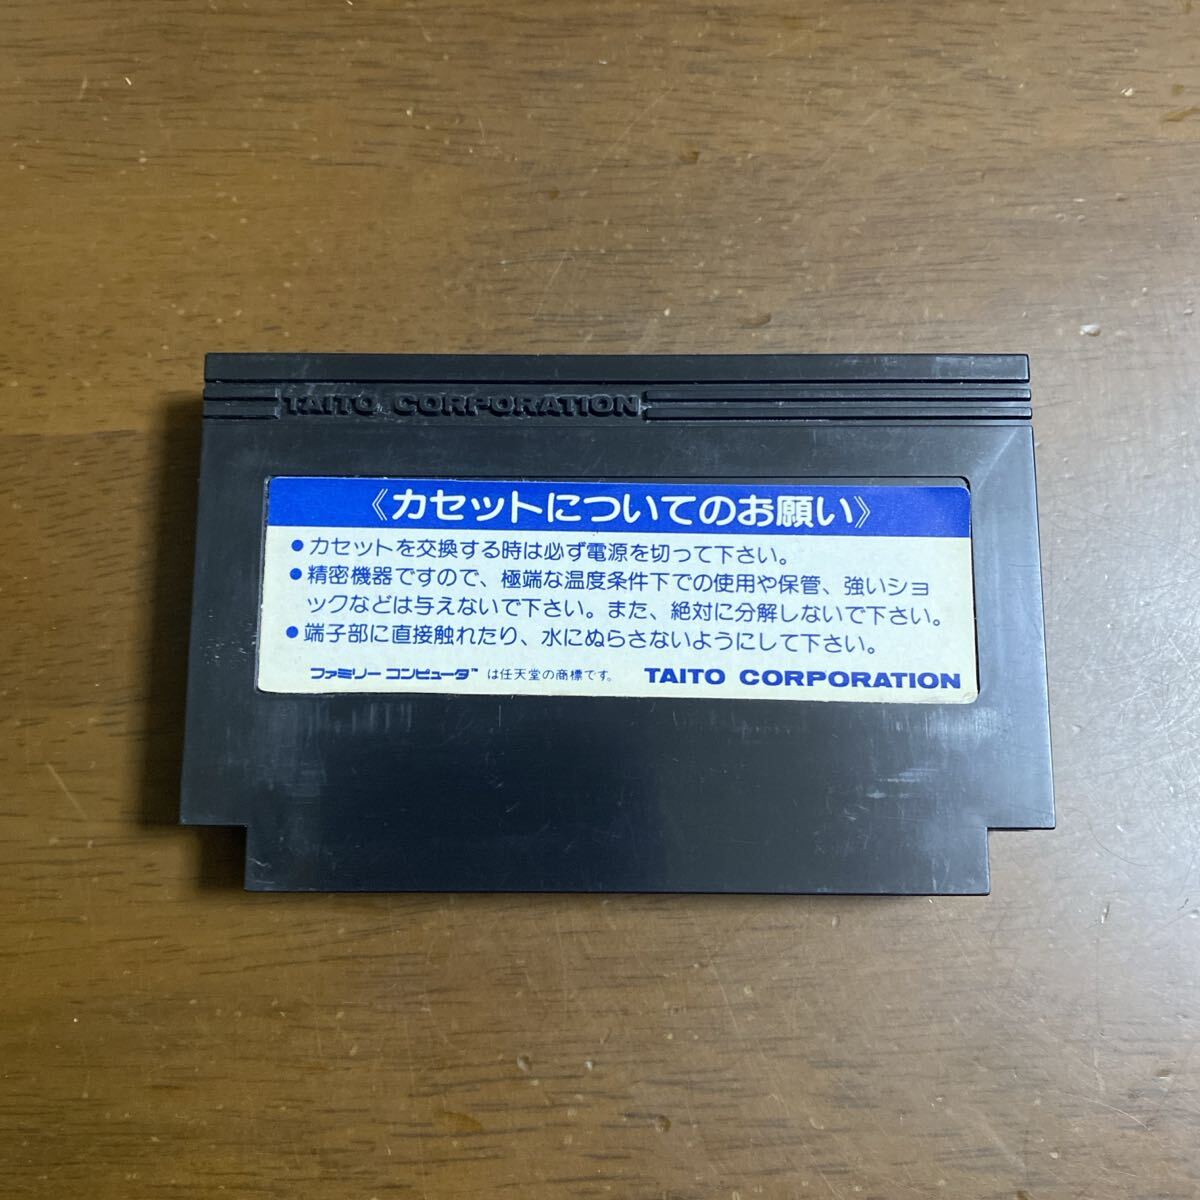 TAITO CORPORATION
《カセットについてのお願い》
●カセットを交換する時は必ず電源を切って下さい。
●精密機器ですので、極端な温度条件下での使用や保管、強いショ
ックなどは与えないで下さい。また、絶対に分解しないで下さい。
●端子部に直接触れたり、水にぬらさないようにして下さい。
ファミリーコンピュータ™は任天堂の商標です。 TAITO CORPORATION